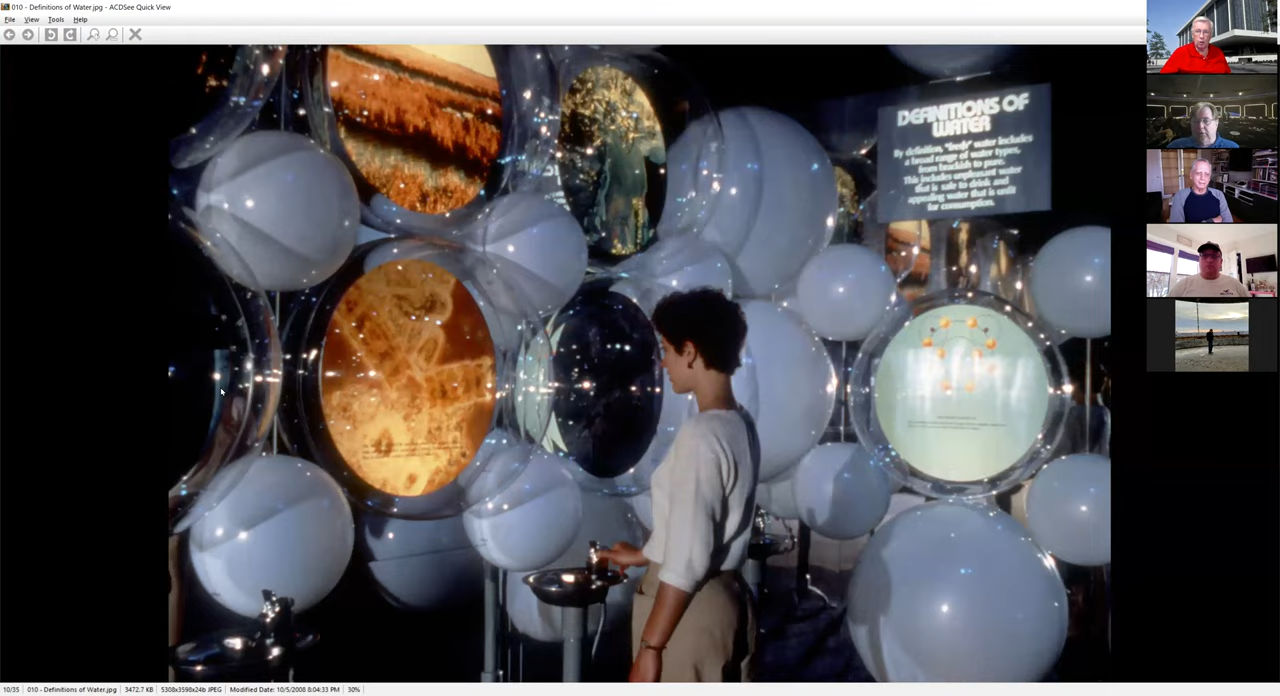 010 - Definitions of Water.jpg - ACDSee Quick View
File View Tools Help
DEFINITIONS OF
WATER
By definition, "fresh" water includes
a broad range of water types,
from brackish to pure.
This includes unpleasant water
that is safe to drink and
appealing water that is unfit
for consumption.
10/35 010 - Definitions of Water.jpg 3472.7 KB 5308x3598x24b JPEG Modified Date: 10/5/2008 8:04:33 PM 30%